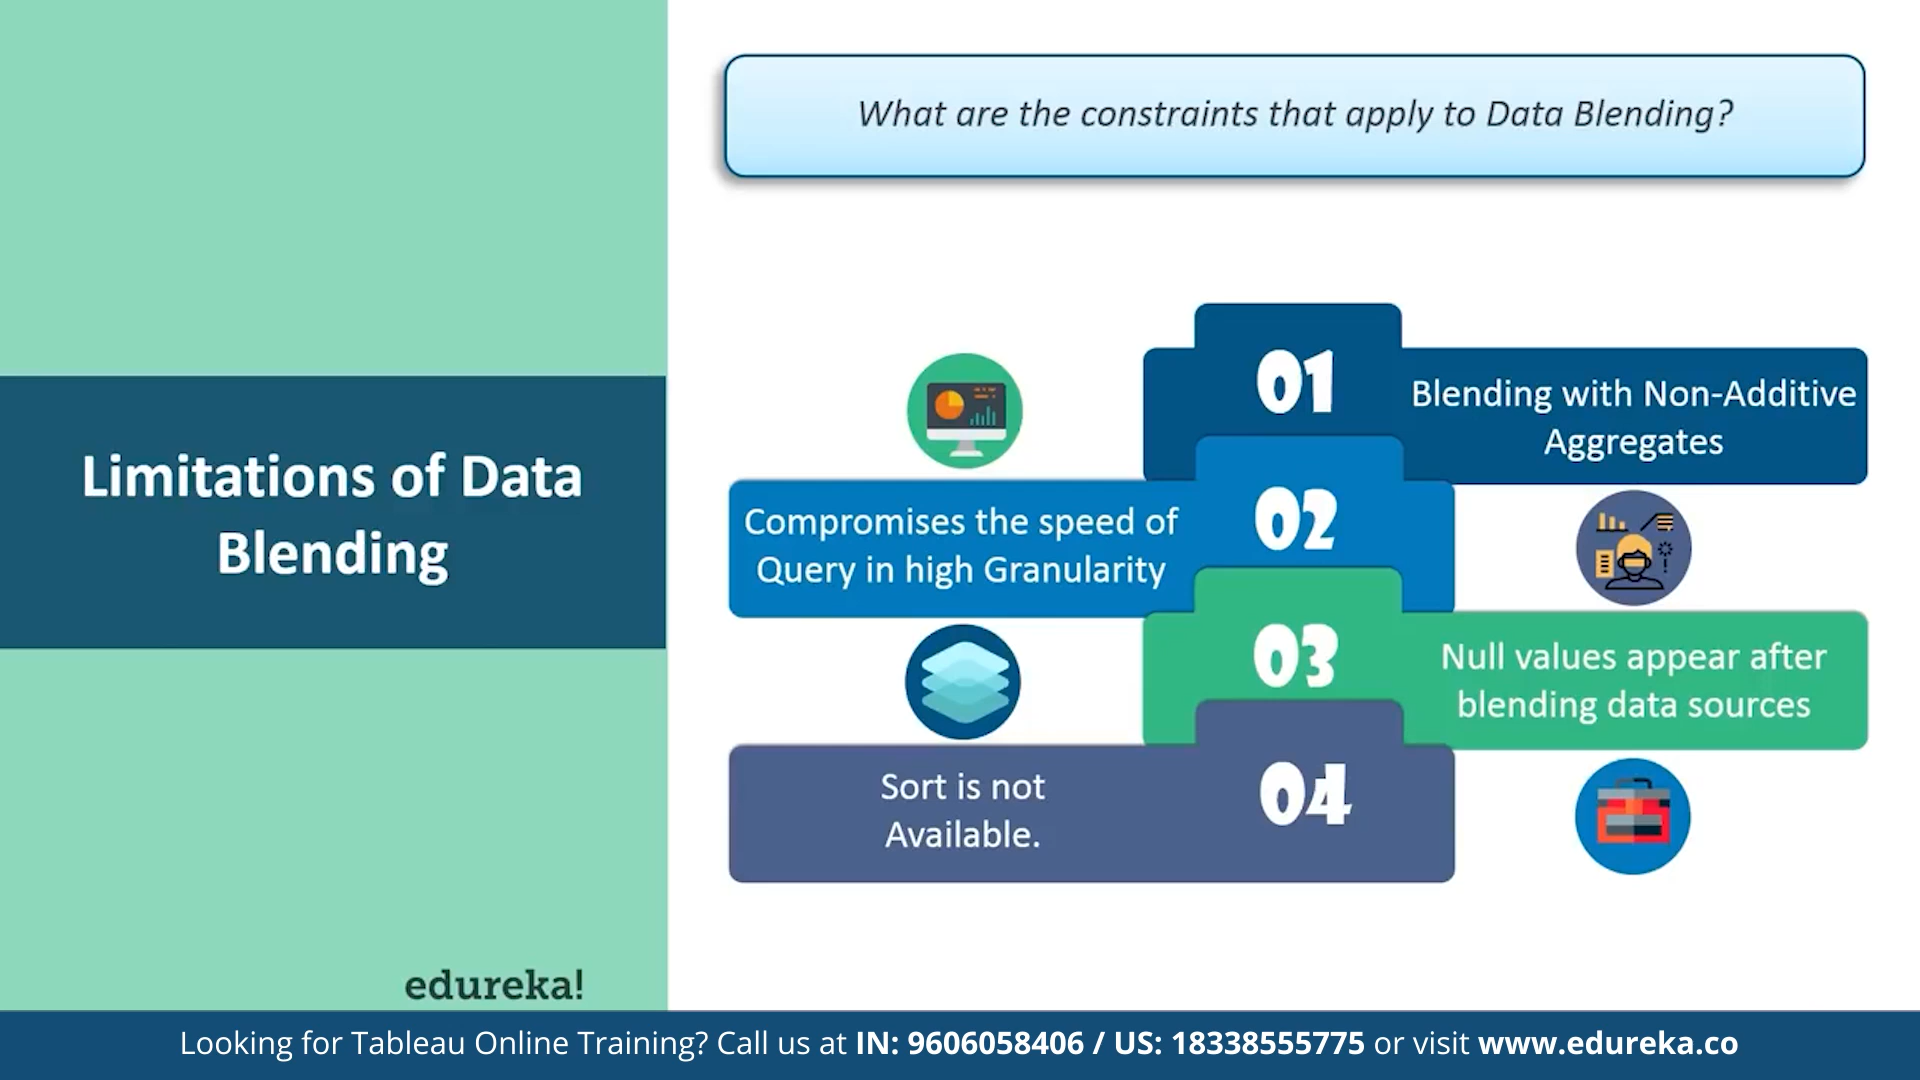 What are the constraints that apply to Data Blending?
Limitations of Data
Blending
01
Blending with Non-Additive
Aggregates
02
Compromises the speed of
Query in high Granularity
03
Null values appear after
blending data sources
04
Sort is not
Available.
edureka!
Looking for Tableau Online Training? Call us at IN: 9606058406 / US: 18338555775 or visit www.edureka.co